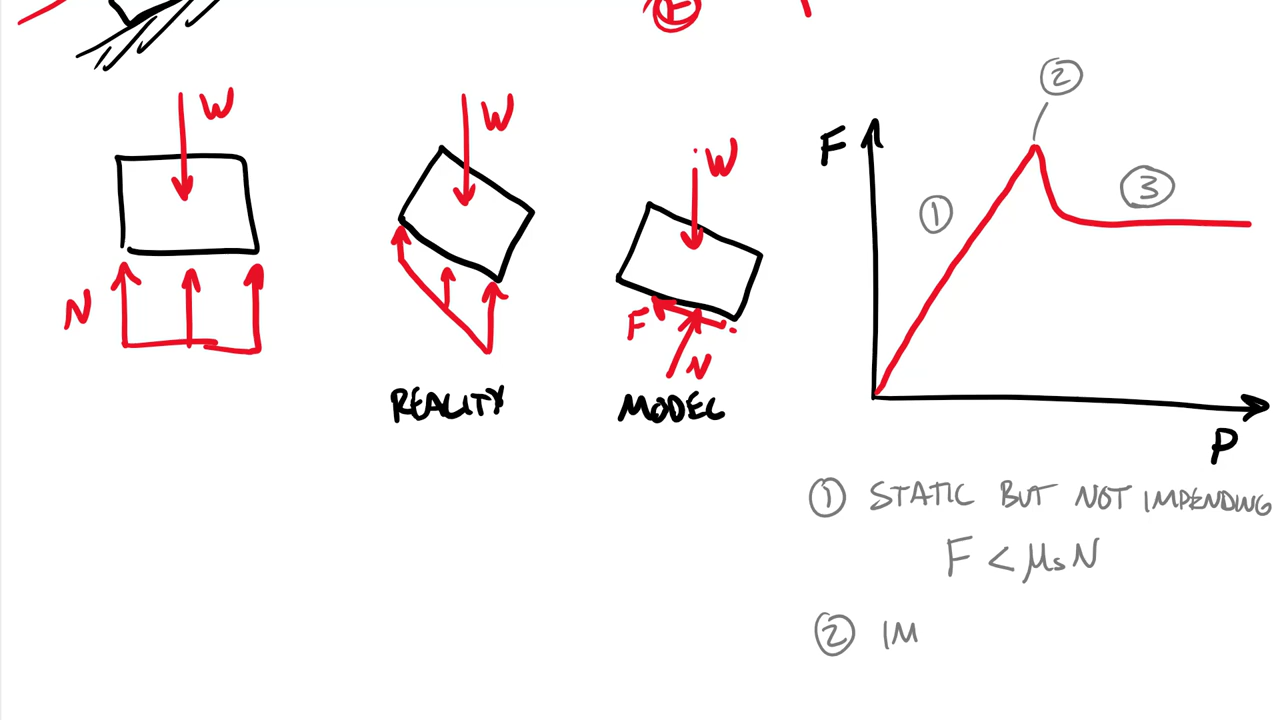 F
W
N
W
REALITY
W
F
N
MODEL
F
2
1
3
P
1 STATIC BUT NOT IMPENDING
F < μsN
2 IM